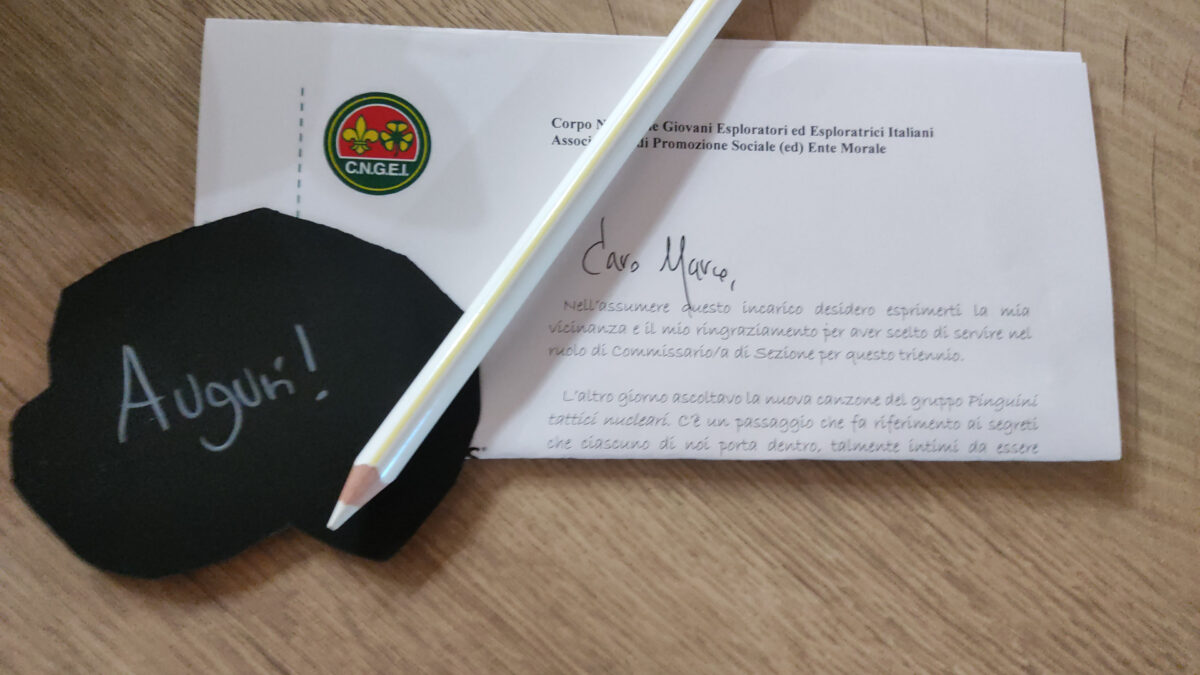 C.N.G.E.I.
Corpo Giovani Esploratori ed Esploratrici Italiani
di Promozione Sociale (ed) Ente Morale
Caro Marco,
Nell'assumere questo incarico desidero esprimerti la mia
vicinanza e il mio ringraziamento per aver scelto di servire nel
ruolo di Commissario/a di Sezione per questo triennio.
L'altro giorno ascoltavo la nuova canzone del gruppo Pinguini
tattici nucleari. C'è un passaggio che fa riferimento ai segreti
che ciascuno di noi porta dentro, talmente intimi da essere
Auguri!